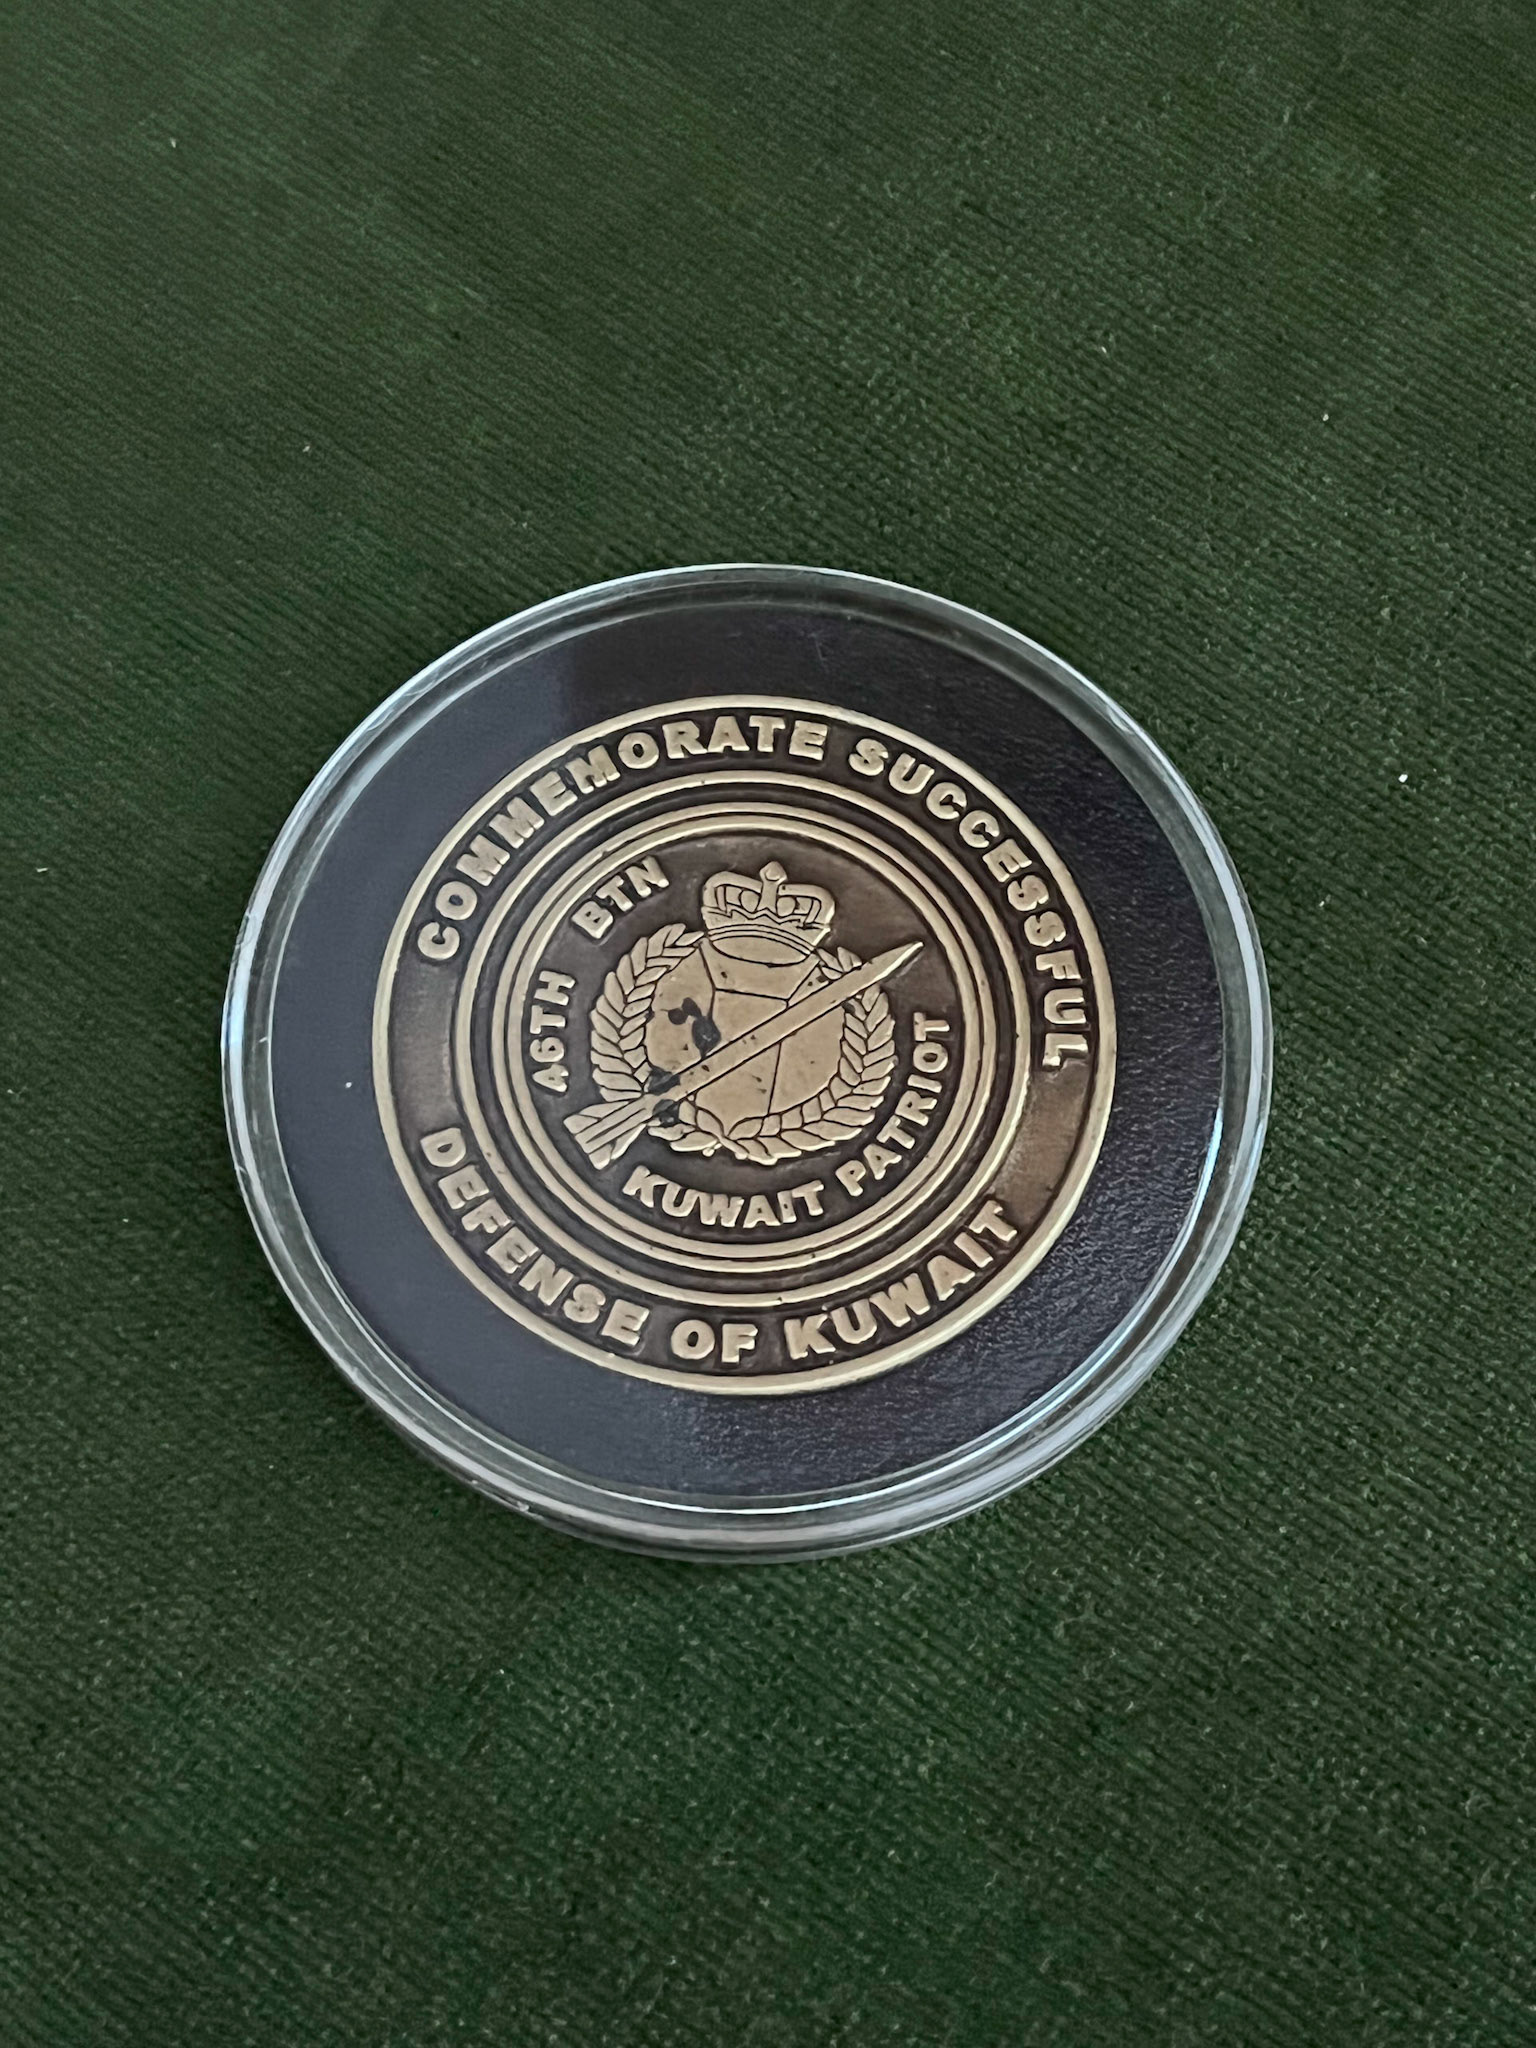 COMMEMORATE SUCCESSFUL
DEFENSE OF KUWAIT
46TH BTN
KUWAIT PATRIOT